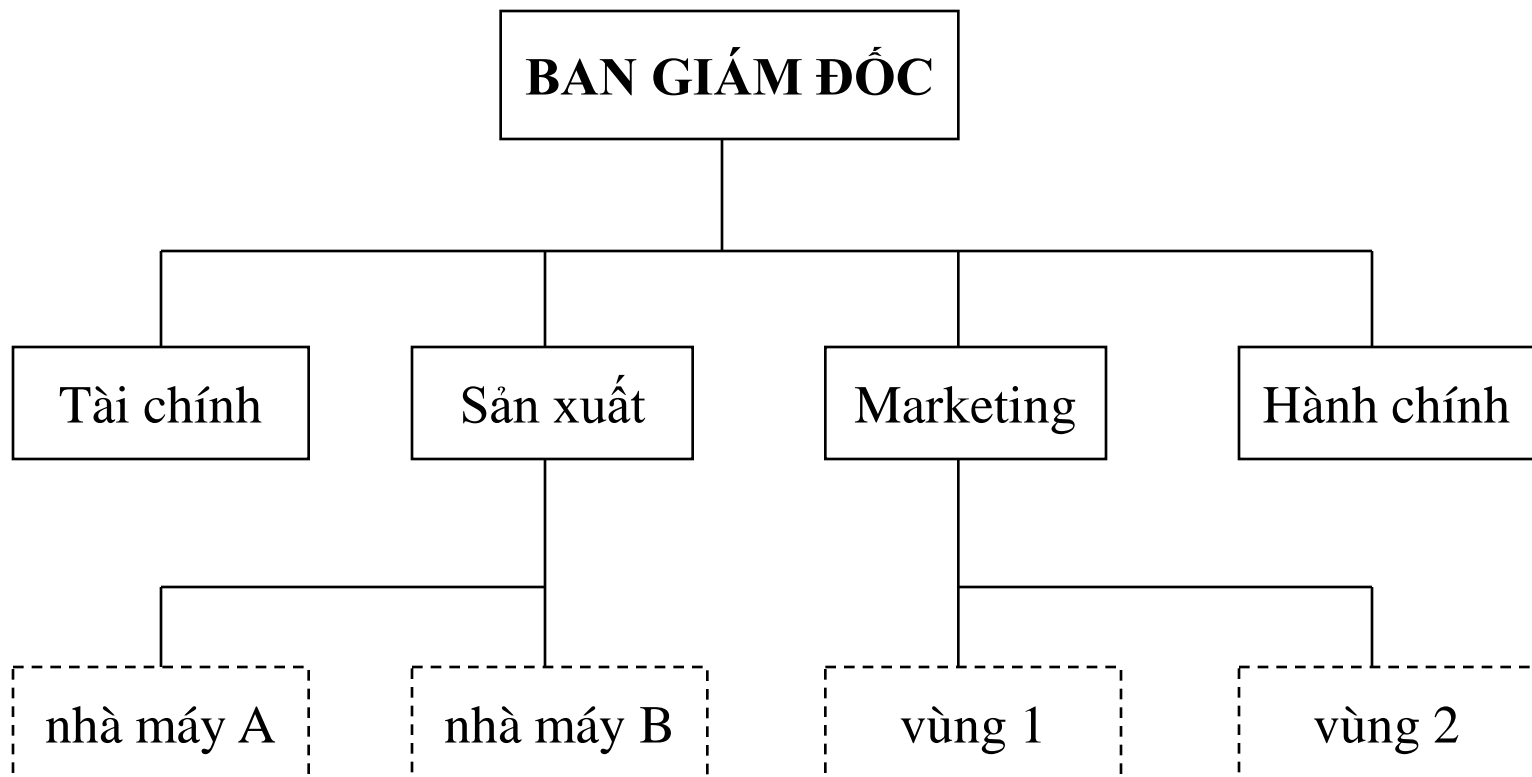 BAN GIÁM ĐỐC
Tài chính
Sản xuất
Marketing
Hành chính
nhà máy A
nhà máy B
vùng 1
vùng 2